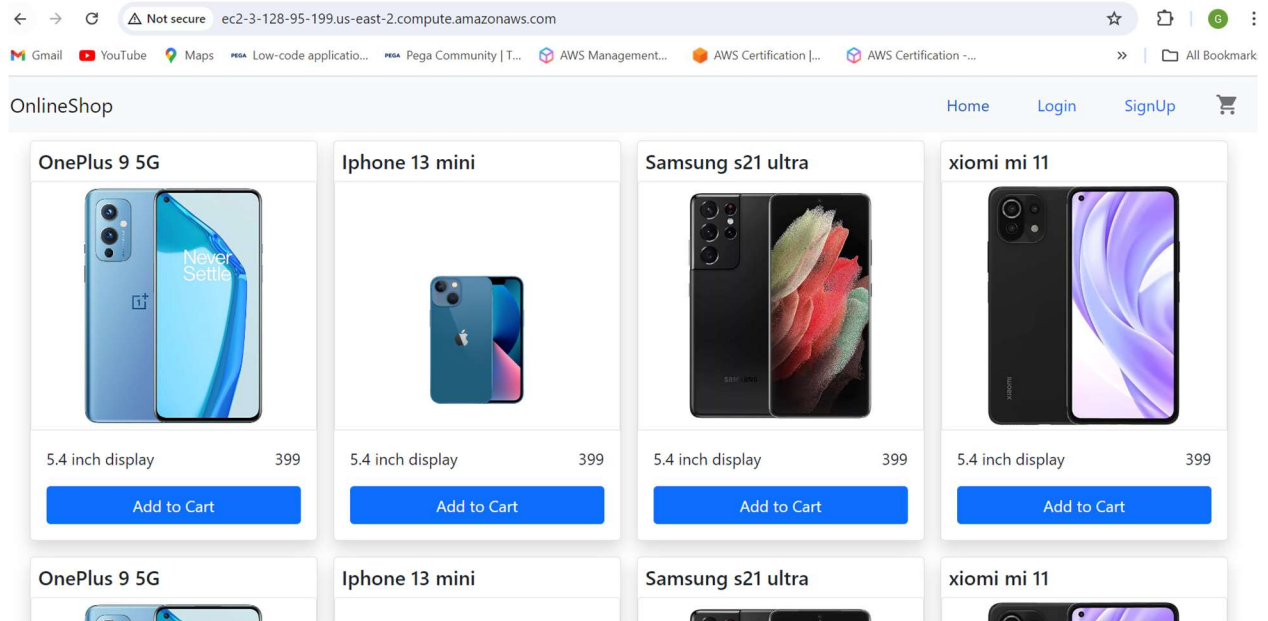 Not secure ec2-3-128-95-199.us-east-2.compute.amazonaws.com G
Gmail YouTube Maps PEGA Low-code applicatio... PEGA Pega Community | T... AWS Management... AWS Certification |... AWS Certification -... » All Bookmark
OnlineShop Home Login SignUp
OnePlus 9 5G Iphone 13 mini Samsung s21 ultra xiomi mi 11
Never
Settle
SAMSUNG
xiaomi
5.4 inch display 399 5.4 inch display 399 5.4 inch display 399 5.4 inch display 399
Add to Cart Add to Cart Add to Cart Add to Cart
OnePlus 9 5G Iphone 13 mini Samsung s21 ultra xiomi mi 11